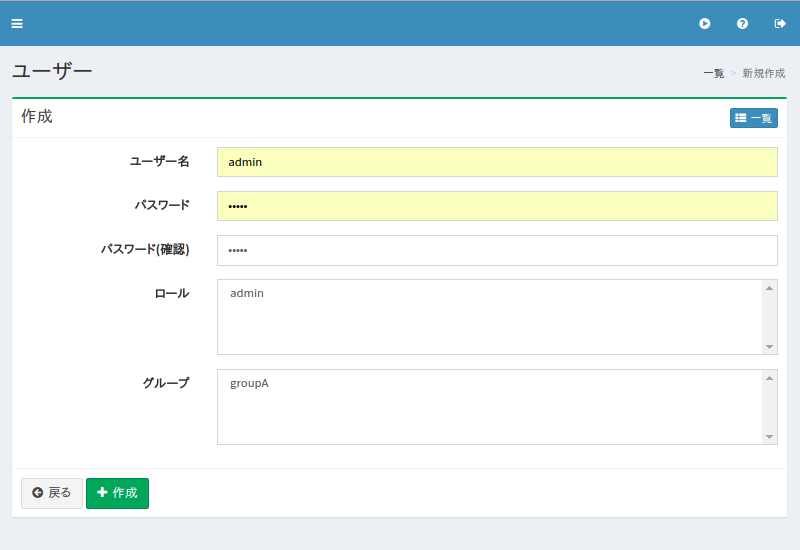 ユーザー
一覧 > 新規作成
作成
一覧
ユーザー名
admin
パスワード
•••••
パスワード(確認)
•••••
ロール
admin
グループ
groupA
戻る
作成